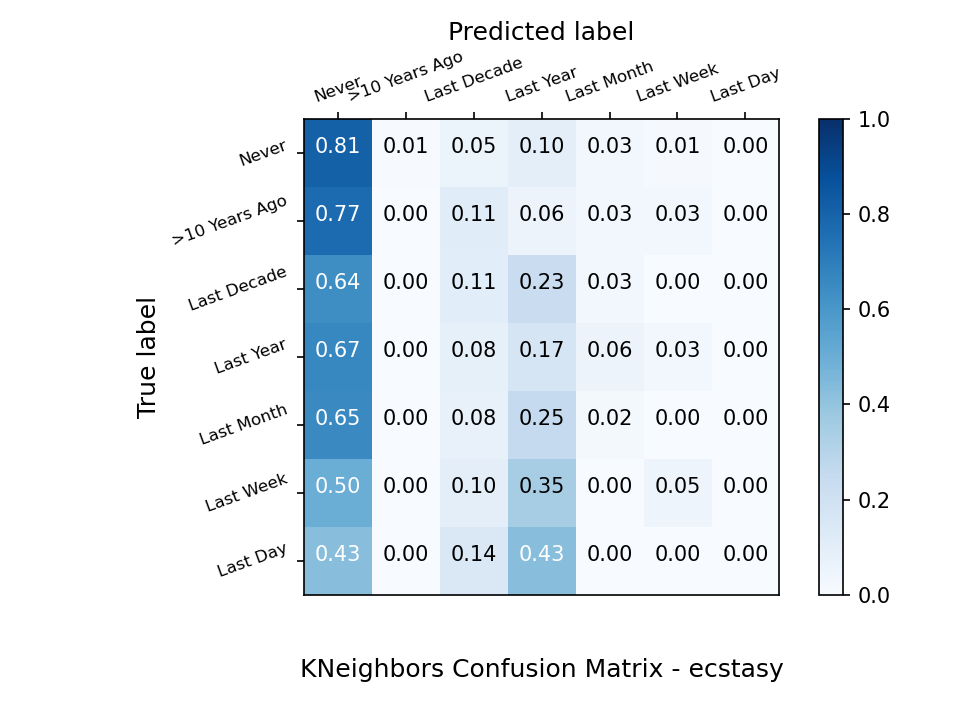 Predicted label
Never >10 Years Ago Last Decade Last Year Last Month Last Week Last Day
Never 0.81 0.01 0.05 0.10 0.03 0.01 0.00 1.0
>10 Years Ago 0.77 0.00 0.11 0.06 0.03 0.03 0.00 0.8
Last Decade 0.64 0.00 0.11 0.23 0.03 0.00 0.00 0.6
Last Year 0.67 0.00 0.08 0.17 0.06 0.03 0.00
Last Month 0.65 0.00 0.08 0.25 0.02 0.00 0.00 0.4
Last Week 0.50 0.00 0.10 0.35 0.00 0.05 0.00 0.2
Last Day 0.43 0.00 0.14 0.43 0.00 0.00 0.00 0.0
True label
KNeighbors Confusion Matrix - ecstasy